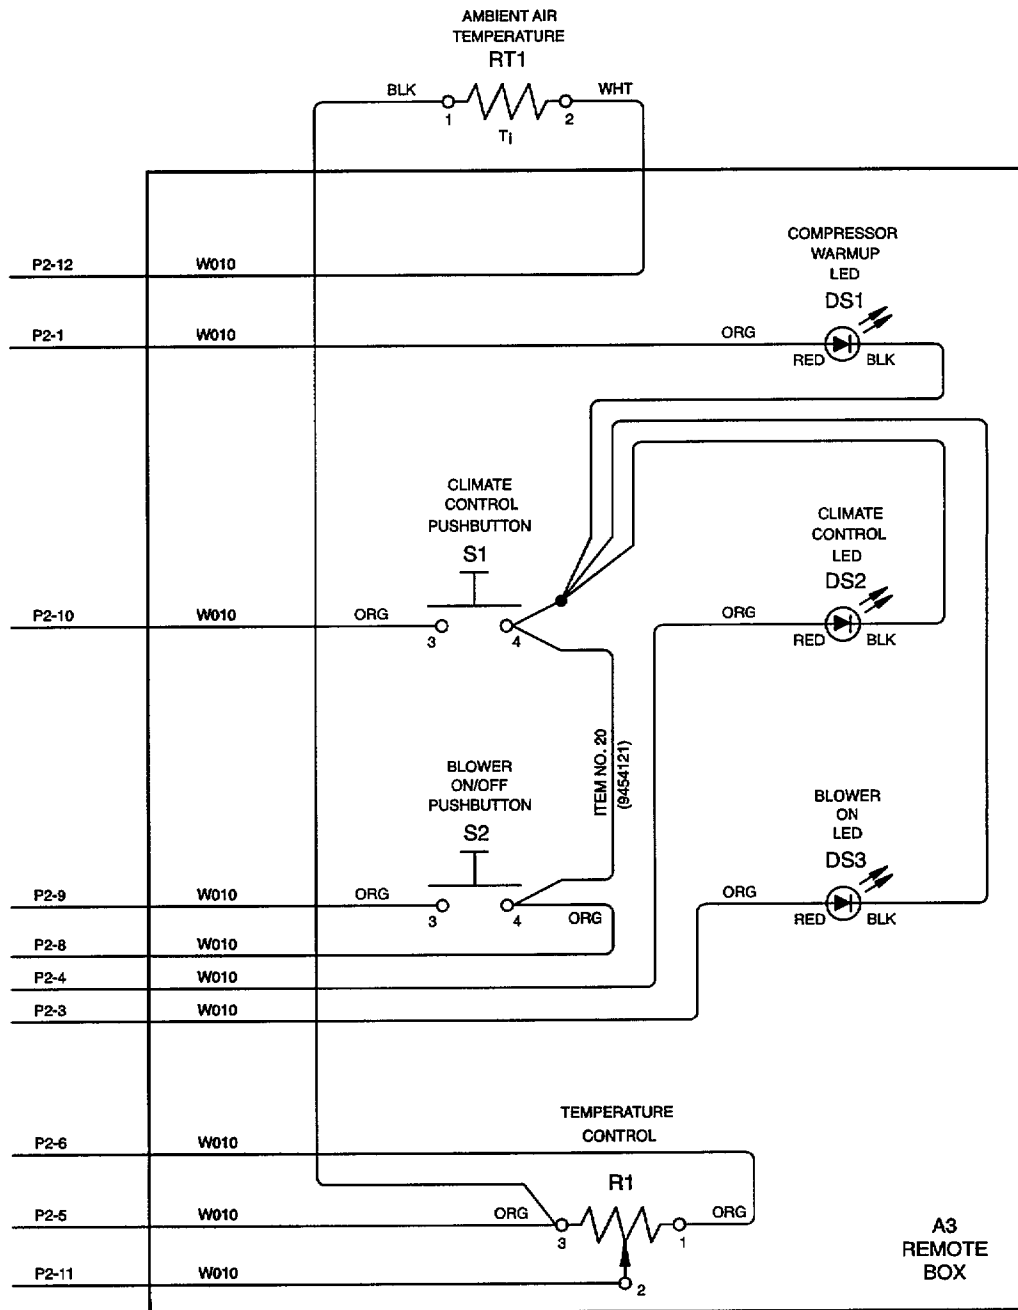 AMBIENT AIR
TEMPERATURE
RT1
BLK
WHT
1
2
Ti
P2-12
W010
COMPRESSOR
WARMUP
LED
DS1
P2-1
W010
ORG
RED
BLK
CLIMATE
CONTROL
PUSHBUTTON
S1
CLIMATE
CONTROL
LED
DS2
P2-10
W010
ORG
3
4
ORG
RED
BLK
ITEM NO. 20
(9454121)
BLOWER
ON/OFF
PUSHBUTTON
S2
BLOWER
ON
LED
DS3
P2-9
W010
ORG
3
4
ORG
ORG
RED
BLK
P2-8
W010
P2-4
W010
P2-3
W010
TEMPERATURE
CONTROL
P2-6
W010
R1
P2-5
W010
ORG
3
1
ORG
P2-11
W010
2
A3
REMOTE
BOX